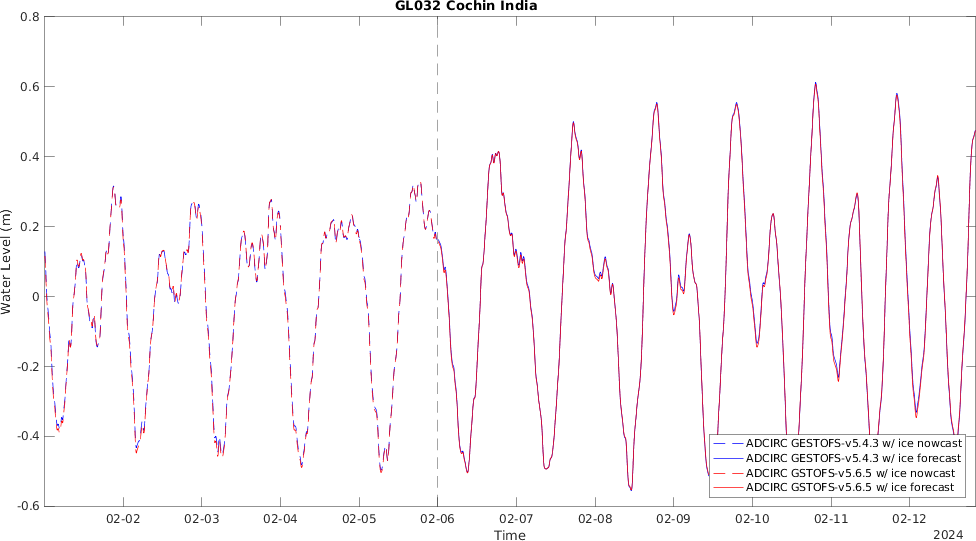 GL032 Cochin India
0.8
0.6
0.4
0.2
0
-0.2
-0.4
-0.6
Water Level (m)
ADCIRC GESTOFS-v5.4.3 w/ ice nowcast
ADCIRC GESTOFS-v5.4.3 w/ ice forecast
ADCIRC GSTOFS-v5.6.5 w/ ice nowcast
ADCIRC GSTOFS-v5.6.5 w/ ice forecast
02-02 02-03 02-04 02-05 02-06 02-07 02-08 02-09 02-10 02-11 02-12
Time 2024